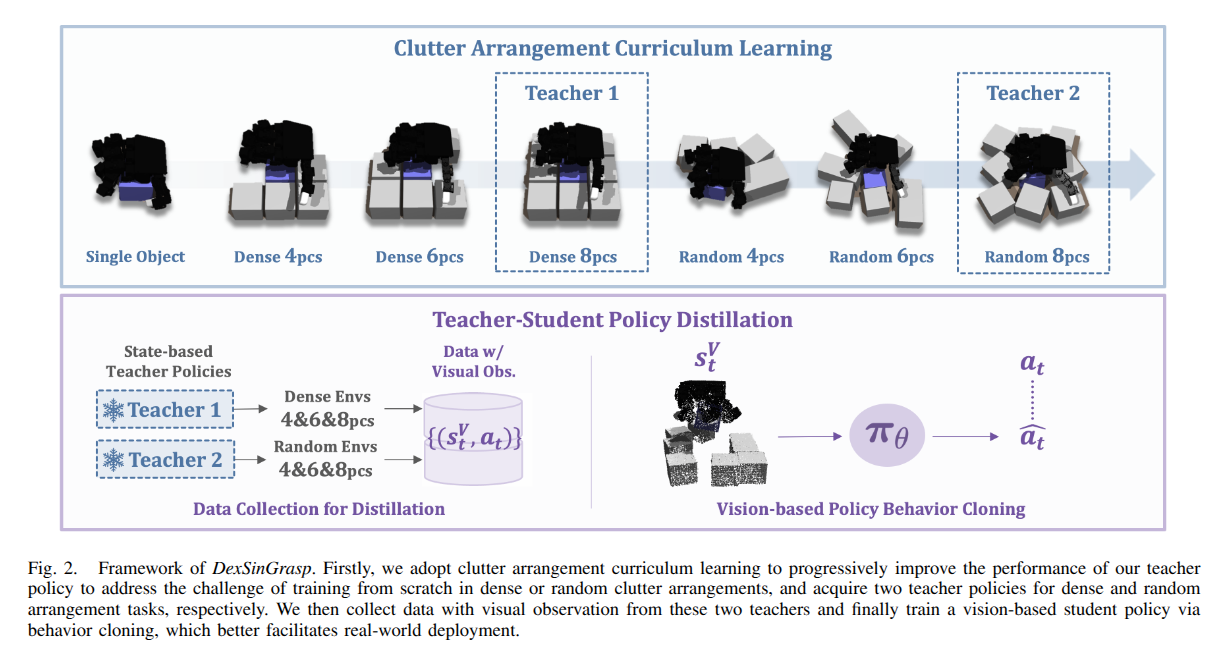 Clutter Arrangement Curriculum Learning
Teacher 1
Teacher 2
Single Object
Dense 4pcs
Dense 6pcs
Dense 8pcs
Random 4pcs
Random 6pcs
Random 8pcs
Teacher-Student Policy Distillation
State-based
Teacher Policies
Teacher 1
Teacher 2
Dense Envs
4&6&8pcs
Random Envs
4&6&8pcs
Data w/
Visual Obs.
{(s_t^V, a_t)}
Data Collection for Distillation
s_t^V
π_θ
a_t
\hat{a_t}
Vision-based Policy Behavior Cloning
Fig. 2. Framework of DexSinGrasp. Firstly, we adopt clutter arrangement curriculum learning to progressively improve the performance of our teacher
policy to address the challenge of training from scratch in dense or random clutter arrangements, and acquire two teacher policies for dense and random
arrangement tasks, respectively. We then collect data with visual observation from these two teachers and finally train a vision-based student policy via
behavior cloning, which better facilitates real-world deployment.